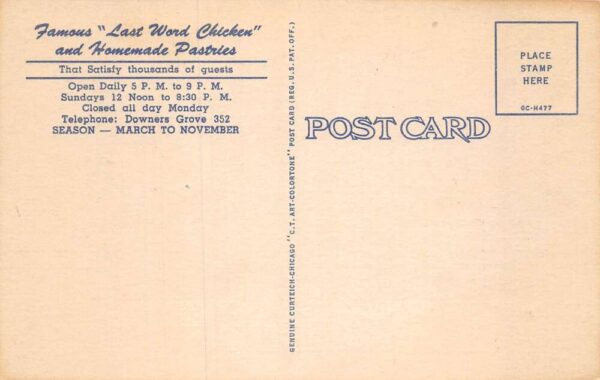 Famous "Last Word Chicken"
and Homemade Pastries
That Satisfy thousands of guests
Open Daily 5 P. M. to 9 P. M.
Sundays 12 Noon to 8:30 P. M.
Closed all day Monday
Telephone: Downers Grove 352
SEASON — MARCH TO NOVEMBER
GENUINE CURTEICH-CHICAGO "C.T. ART-COLORTONE" POST CARD (REG. U.S. PAT. OFF.)
POST CARD
PLACE
STAMP
HERE
OC-H477